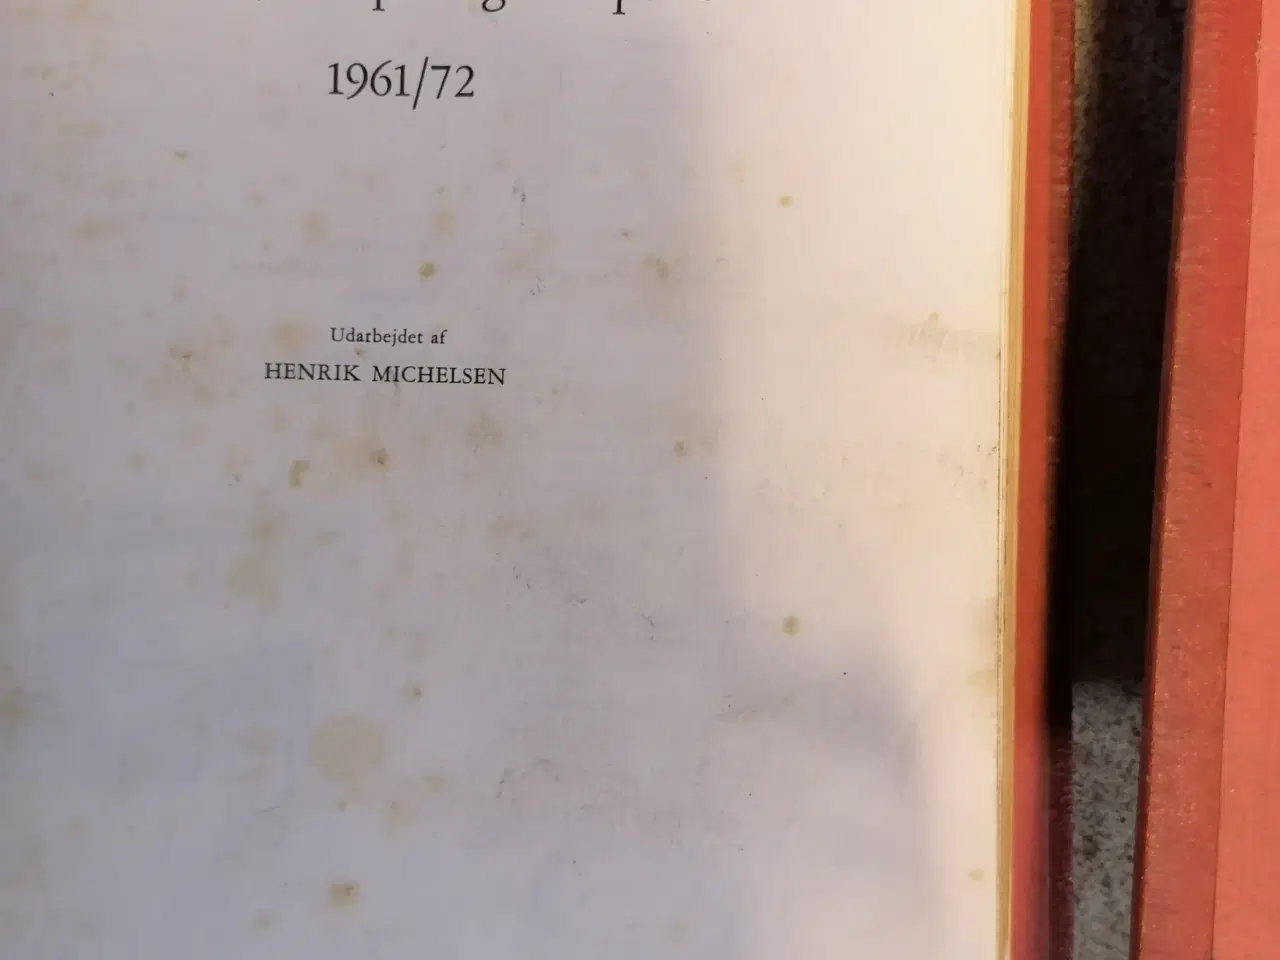 1961/72
Udarbejdet af
HENRIK MICHELSEN